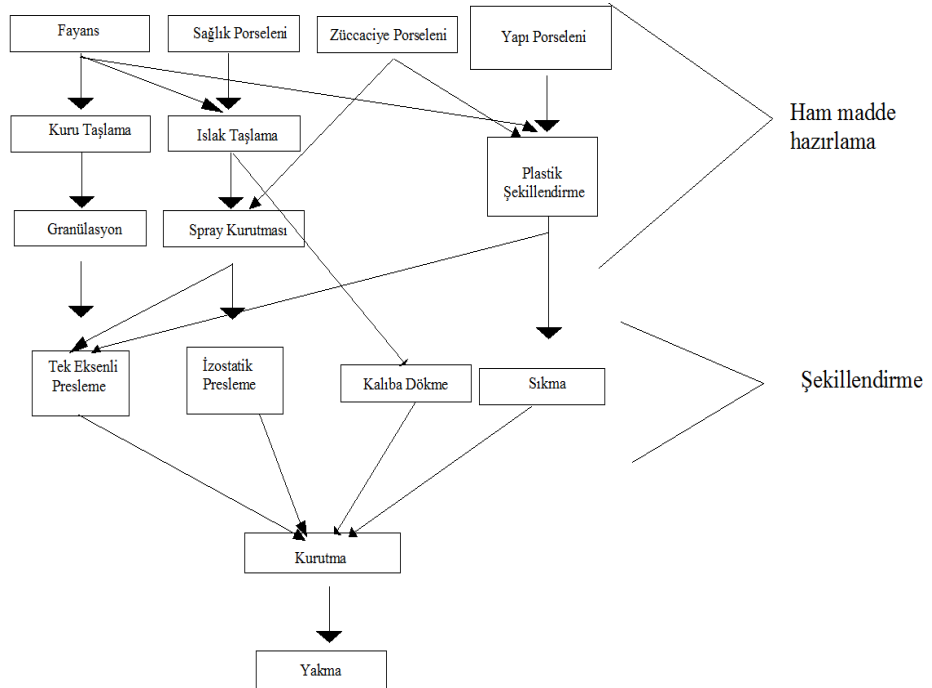 Fayans
Sağlık Porseleni
Züccaciye Porseleni
Yapı Porseleni
Ham madde
hazırlama
Kuru Taşlama
Islak Taşlama
Plastik
Şekillendirme
Granülasyon
Spray Kurutması
Tek Eksenli
Presleme
İzostatik
Presleme
Kalıba Dökme
Sıkma
Şekillendirme
Kurutma
Yakma